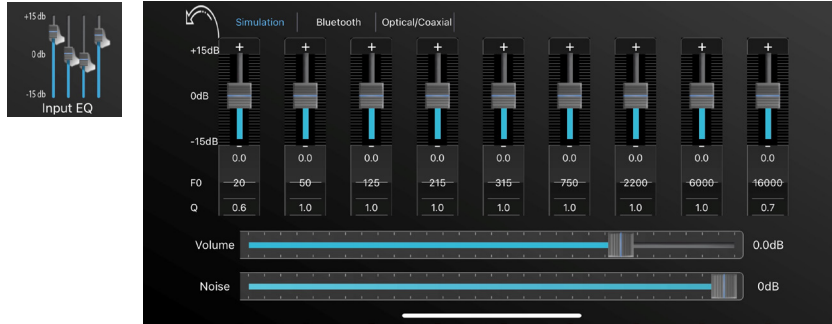 +15db
0 db
-15 db
Input EQ
Simulation Bluetooth Optical/Coaxial
+ + + + + + + + +
+15dB
0dB
-15dB
- - - - - - - - -
0.0 0.0 0.0 0.0 0.0 0.0 0.0 0.0 0.0
F0 20 50 125 215 315 750 2200 6000 16000
Q 0.6 1.0 1.0 1.0 1.0 1.0 1.0 1.0 0.7
Volume 0.0dB
Noise 0dB